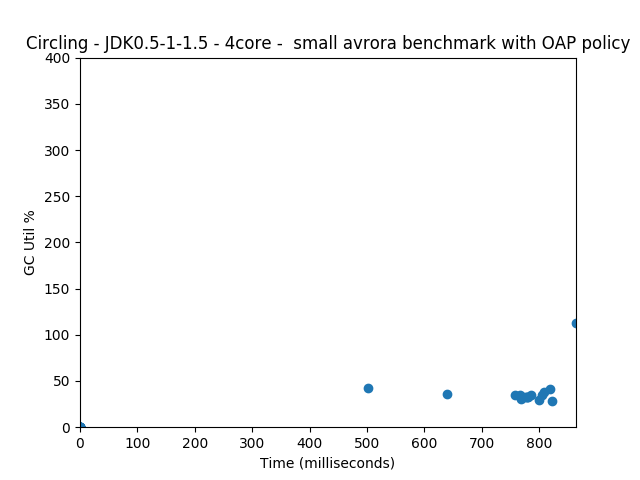 Circling - JDK0.5-1-1.5 - 4core -  small avrora benchmark with OAP policy
400
350
300
250
200
150
100
50
0
GC Util %
0 100 200 300 400 500 600 700 800
Time (milliseconds)